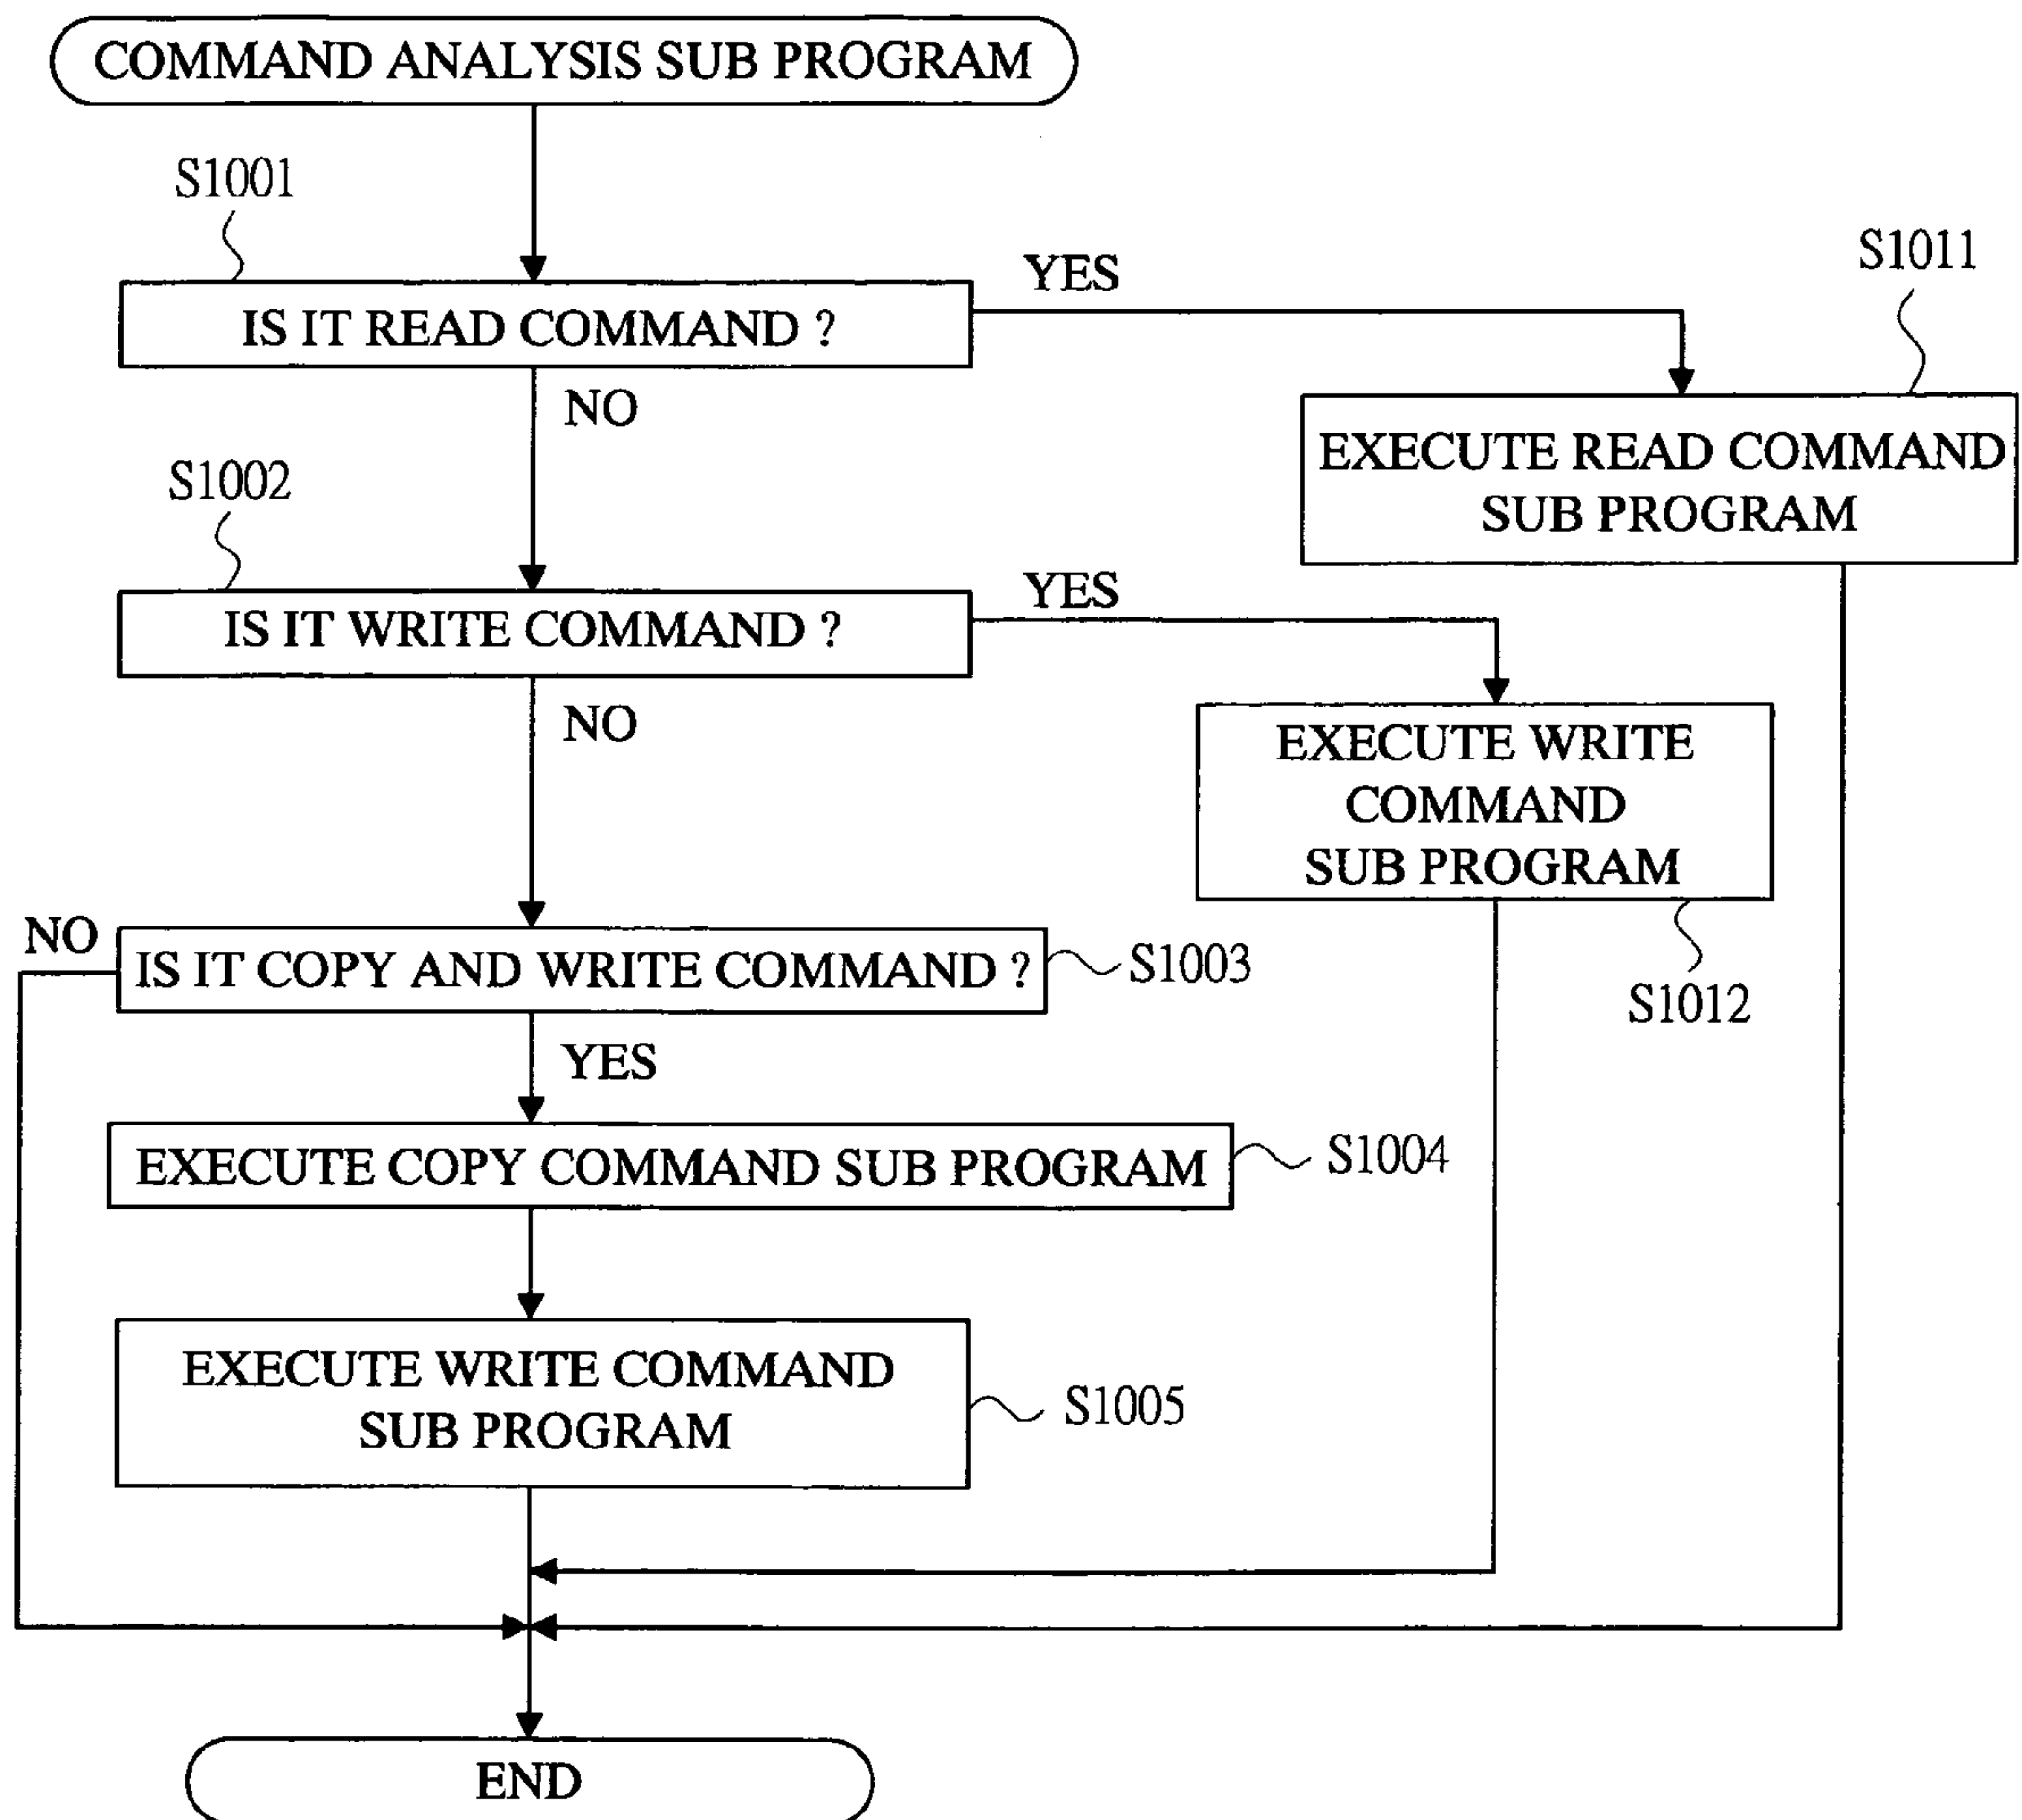 COMMAND ANALYSIS SUB PROGRAM
S1001
IS IT READ COMMAND ?
YES
NO
S1011
EXECUTE READ COMMAND
SUB PROGRAM
S1002
IS IT WRITE COMMAND ?
YES
NO
EXECUTE WRITE
COMMAND
SUB PROGRAM
S1012
NO
IS IT COPY AND WRITE COMMAND ?
S1003
YES
EXECUTE COPY COMMAND SUB PROGRAM
S1004
EXECUTE WRITE COMMAND
SUB PROGRAM
S1005
END